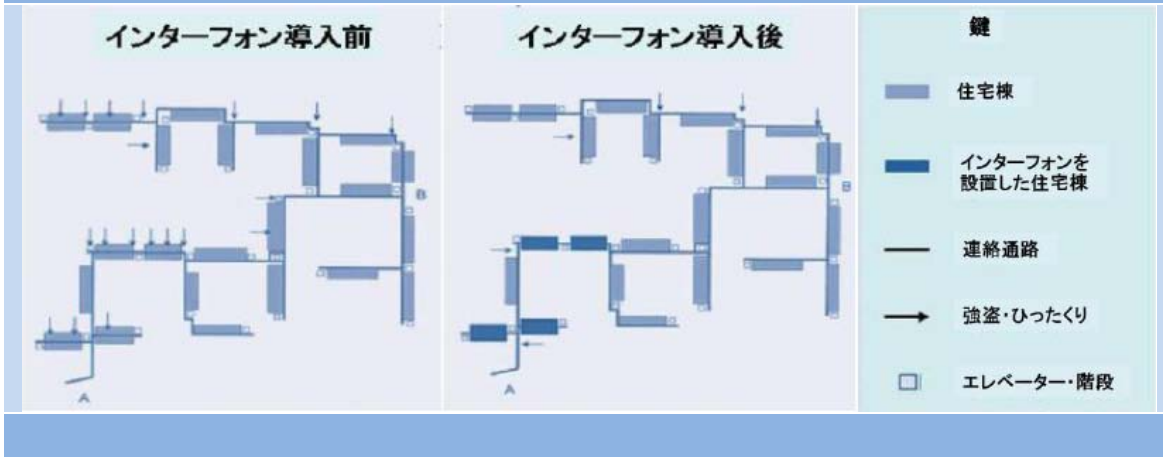 インターフォン導入前
インターフォン導入後
鍵
住宅棟
インターフォンを
設置した住宅棟
連絡通路
強盗・ひったくり
エレベーター・階段
B
A
B
A